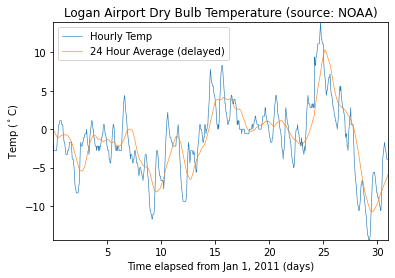 Logan Airport Dry Bulb Temperature (source: NOAA)
Hourly Temp
24 Hour Average (delayed)
Temp (°C)
10
5
0
−5
−10
5
10
15
20
25
30
Time elapsed from Jan 1, 2011 (days)